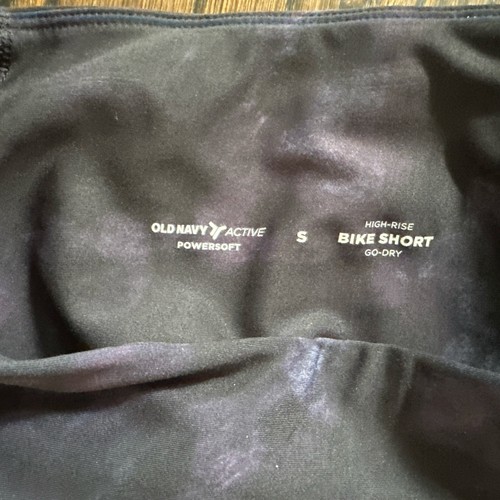 OLD NAVY ACTIVE
POWERSOFT
S
HIGH-RISE
BIKE SHORT
GO-DRY